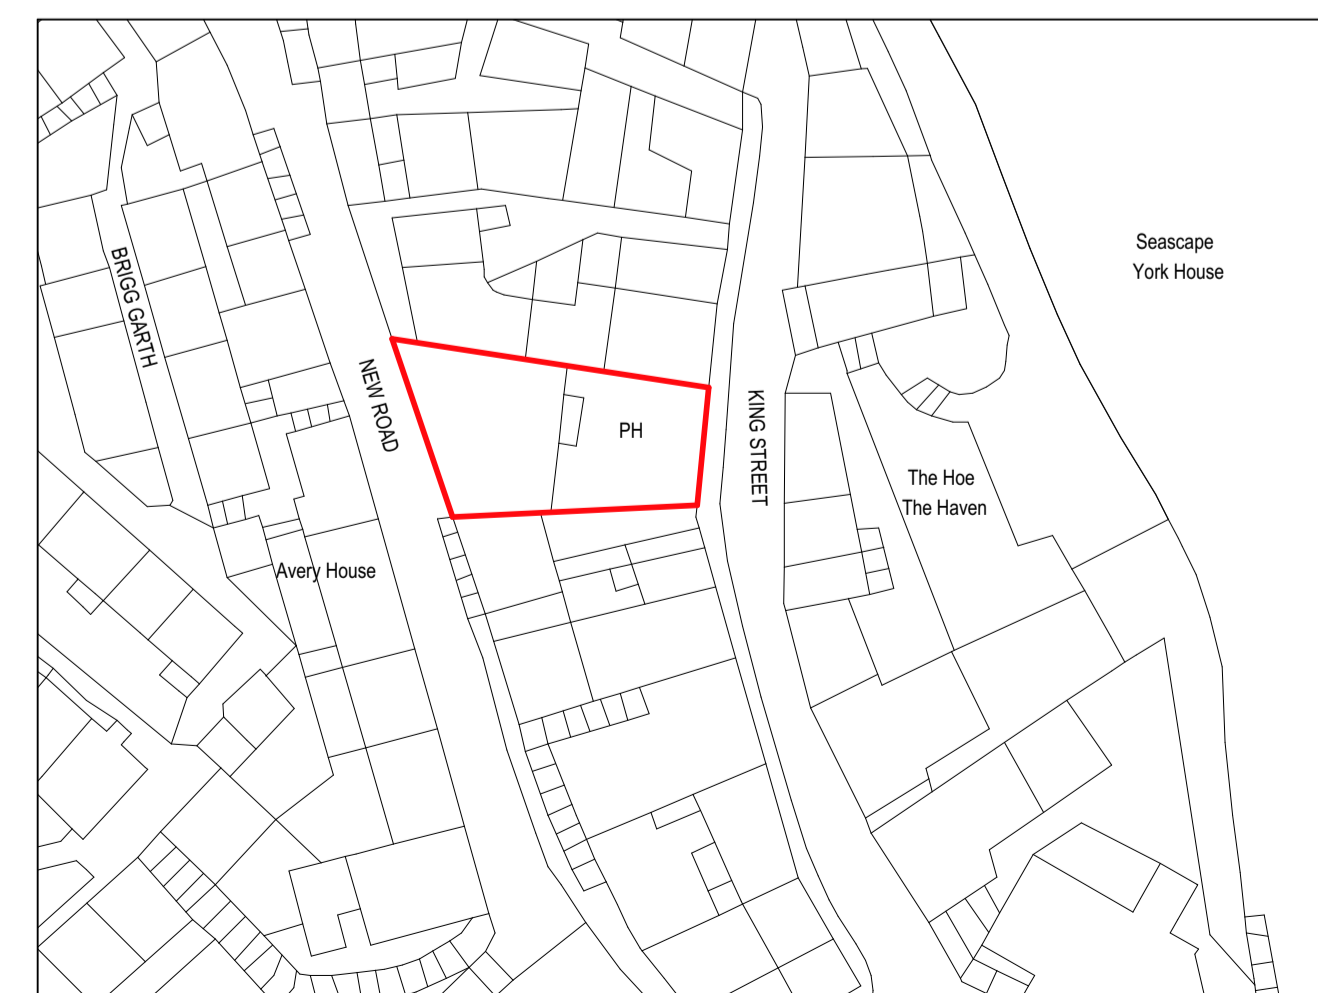 Seascape
York House
BRIGG GARTH
NEW ROAD
PH
KING STREET
The Hoe
The Haven
Avery House